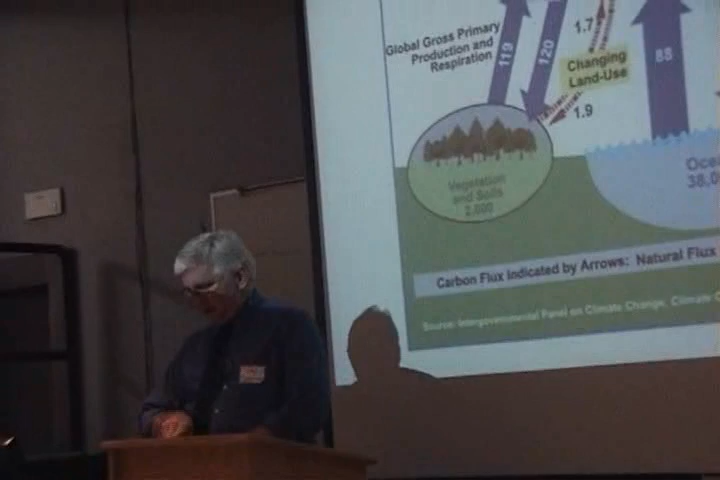 Global Gross Primary
Production and
Respiration
119
120
1.7
Changing
Land-Use
1.9
88
Vegetation
and Soils
2,000
Oce
38,0
Carbon Flux Indicated by Arrows: Natural Flux
Source: Intergovernmental Panel on Climate Change, Climate C